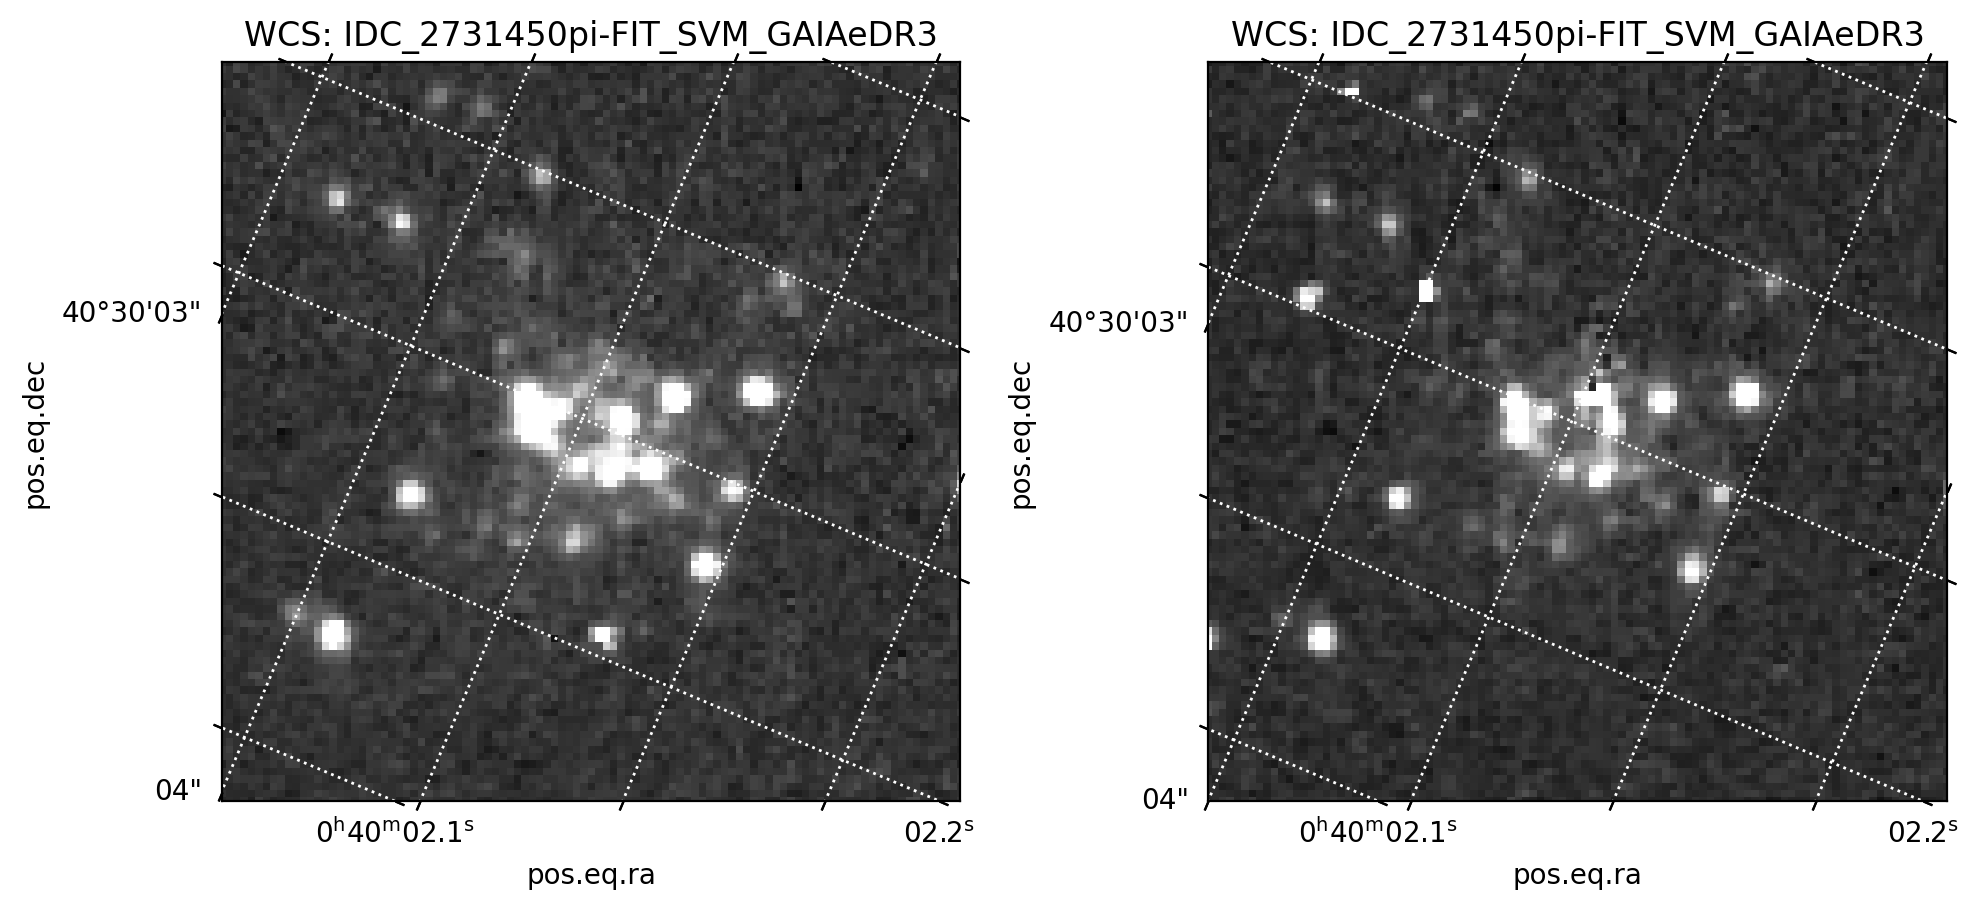 WCS: IDC_2731450pi-FIT_SVM_GAIAeDR3
WCS: IDC_2731450pi-FIT_SVM_GAIAeDR3
pos.eq.dec
40°30'03"
04"
0h40m02.1s
02.2s
pos.eq.ra
pos.eq.dec
40°30'03"
04"
0h40m02.1s
02.2s
pos.eq.ra